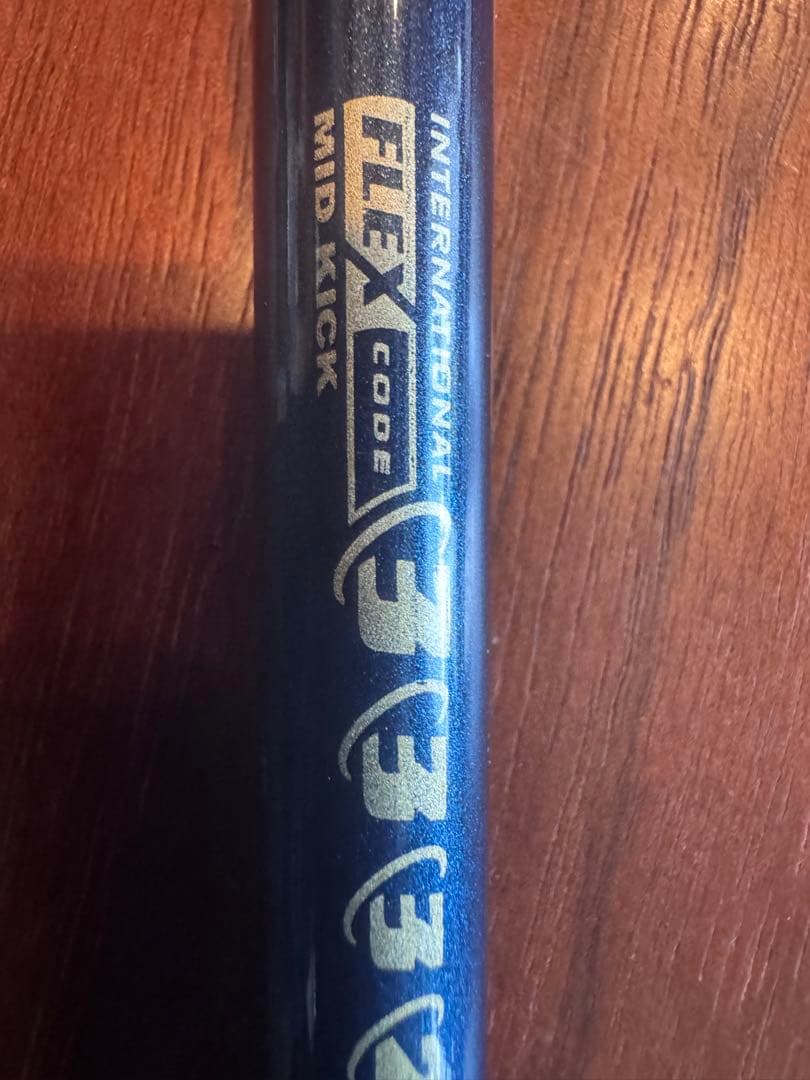 INTERNATIONAL
FLEX CODE 3 3 3
MID KICK